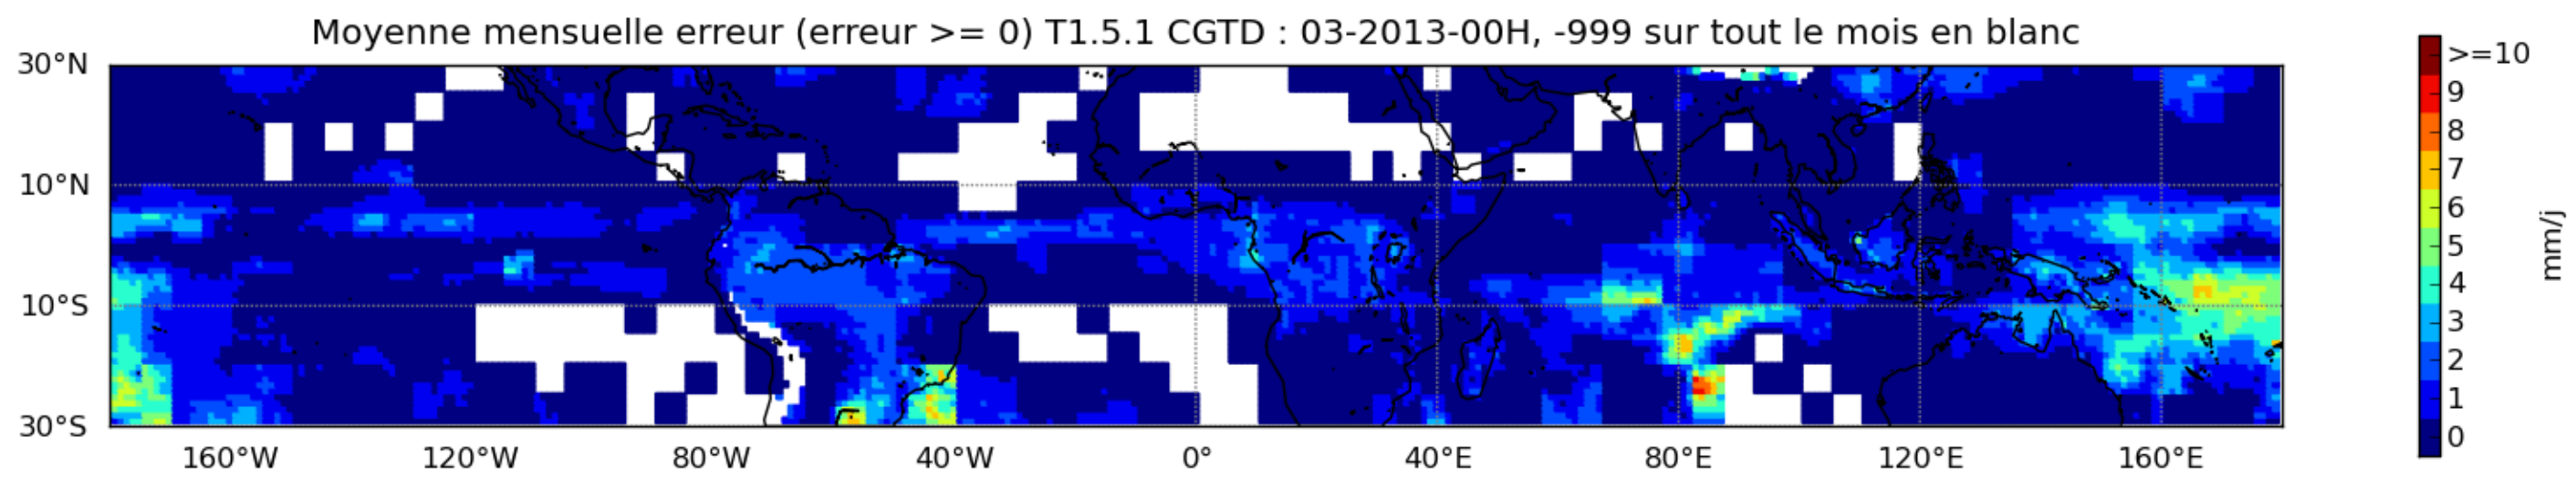 Moyenne mensuelle erreur (erreur >= 0) T1.5.1 CGTD : 03-2013-00H, -999 sur tout le mois en blanc
30°N
10°N
10°S
30°S
160°W 120°W 80°W 40°W 0° 40°E 80°E 120°E 160°E
>=10
9
8
7
6
5
4
3
2
1
0
mm/j